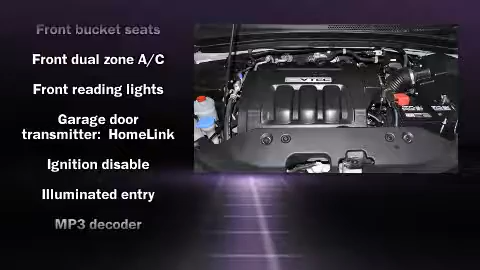 Front bucket seats
Front dual zone A/C
Front reading lights
Garage door
transmitter: HomeLink
Ignition disable
Illuminated entry
MP3 decoder
VTEC